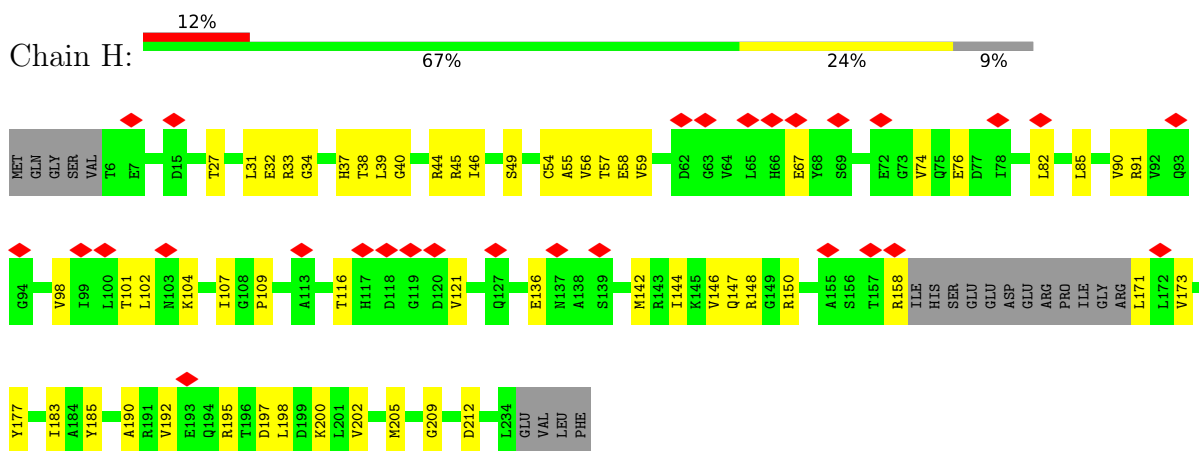 12%
Chain H:
67% 24% 9%
MET GLN GLY SER VAL T6 E7 D15 T27 L31 E32 R33 G34 H37 T38 L39 G40 R44 R45 I46 S49 C54 A55 V56 T57 E58 V59 D62 G63 V64 L65 H66 E67 Y68 S69 E72 G73 V74 Q75 E76 D77 I78 L82 L85 V90 R91 V92 Q93
G94 V98 I99 L100 T101 L102 N103 K104 I107 G108 P109 A113 T116 H117 D118 G119 D120 V121 Q127 E136 N137 A138 S139 M142 R143 I144 K145 V146 Q147 R148 G149 R150 A155 S156 T157 R158 ILE HIS SER GLU GLU ASP GLU ARG PRO ILE GLY ARG L171 L172 V173
Y177 I183 A184 Y185 A190 R191 V192 E193 Q194 R195 T196 D197 L198 D199 K200 L201 V202 M205 G209 D212 L234 GLU VAL LEU PHE